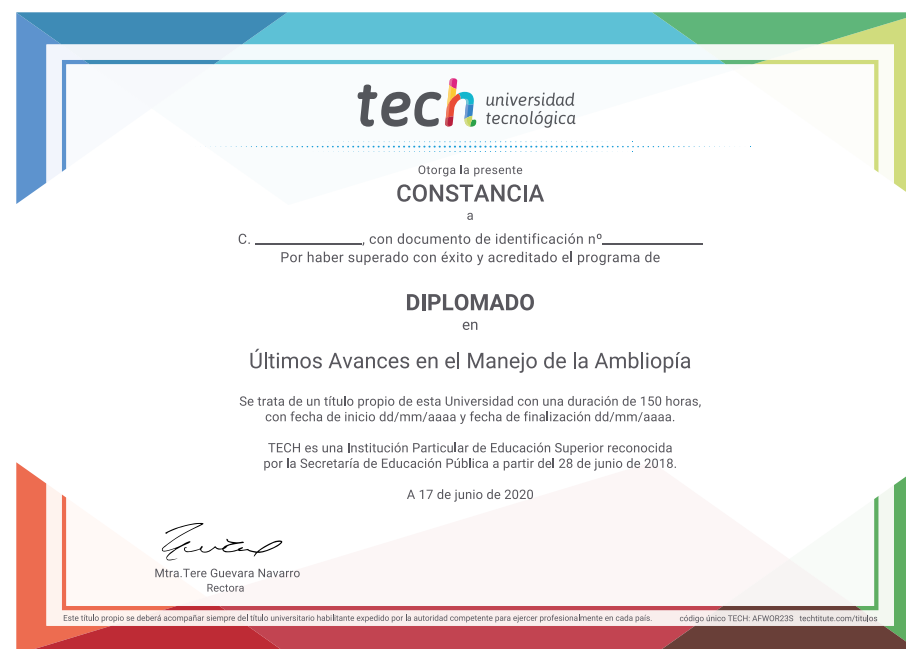 tech universidad
tecnológica
Otorga la presente
CONSTANCIA
a
C. ____________, con documento de identificación nº____________
Por haber superado con éxito y acreditado el programa de
DIPLOMADO
en
Últimos Avances en el Manejo de la Ambliopía
Se trata de un título propio de esta Universidad con una duración de 150 horas,
con fecha de inicio dd/mm/aaaa y fecha de finalización dd/mm/aaaa.
TECH es una Institución Particular de Educación Superior reconocida
por la Secretaría de Educación Pública a partir del 28 de junio de 2018.
A 17 de junio de 2020
Mtra.Tere Guevara Navarro
Rectora
Este título propio se deberá acompañar siempre del título universitario habilitante expedido por la autoridad competente para ejercer profesionalmente en cada país. código único TECH: AFWOR23S techtitute.com/titulos